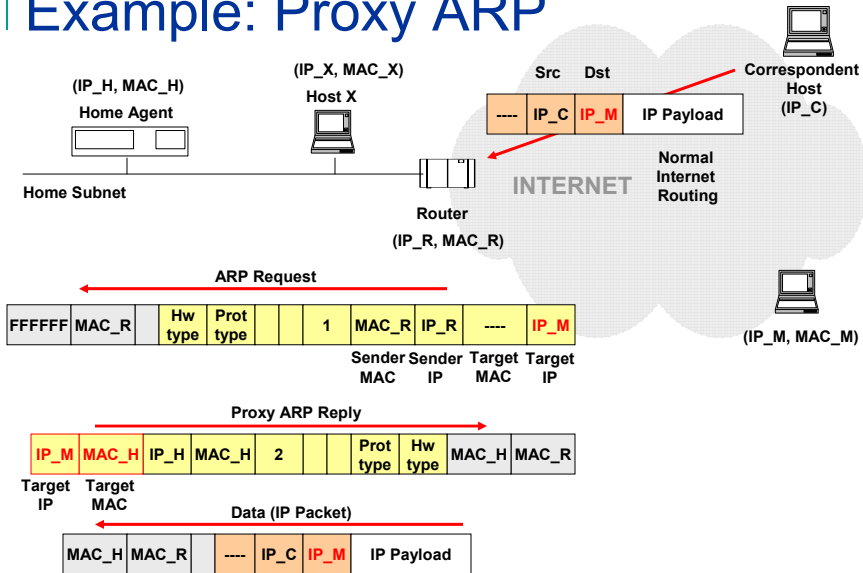 Example: Proxy ARP
(IP_H, MAC_H)
Home Agent
(IP_X, MAC_X)
Host X
Home Subnet
Router
(IP_R, MAC_R)
Src Dst
---- IP_C IP_M IP Payload
Correspondent
Host
(IP_C)
INTERNET
Normal
Internet
Routing
(IP_M, MAC_M)
ARP Request
FFFFFF MAC_R Hw type Prot type 1 MAC_R IP_R ---- IP_M
Sender MAC Sender IP Target MAC Target IP
Proxy ARP Reply
IP_M MAC_H IP_H MAC_H 2 Prot type Hw type MAC_H MAC_R
Target IP Target MAC
Data (IP Packet)
MAC_H MAC_R ---- IP_C IP_M IP Payload